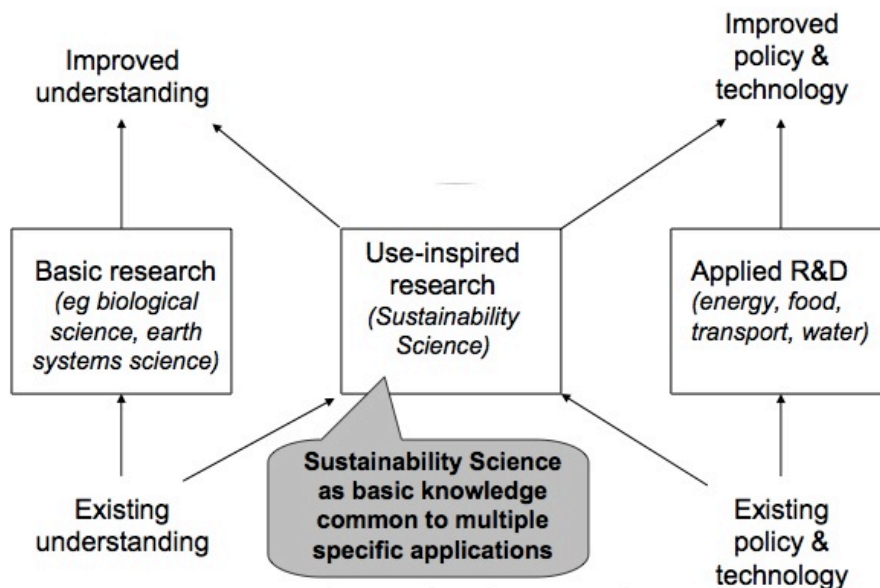 Improved
understanding
Improved
policy &
technology
Basic research
(eg biological
science, earth
systems science)
Use-inspired
research
(Sustainability
Science)
Applied R&D
(energy, food,
transport, water)
Sustainability Science
as basic knowledge
common to multiple
specific applications
Existing
understanding
Existing
policy &
technology